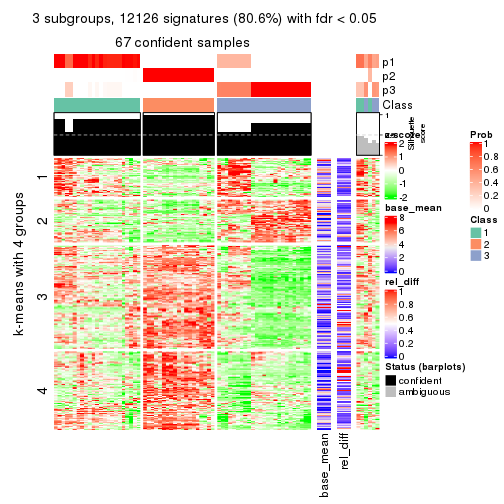 3 subgroups, 12126 signatures (80.6%) with fdr < 0.05
67 confident samples
p1
p2
p3
Class
1
Silhouette
score
z-score
2
1
0
-1
-2
Prob
1
0.8
0.6
0.4
0.2
0
base_mean
8
6
4
2
0
Class
1
2
3
rel_diff
1
0.8
0.6
0.4
0.2
0
Status (barplots)
confident
ambiguous
k-means with 4 groups
1
2
3
4
base_mean
rel_diff